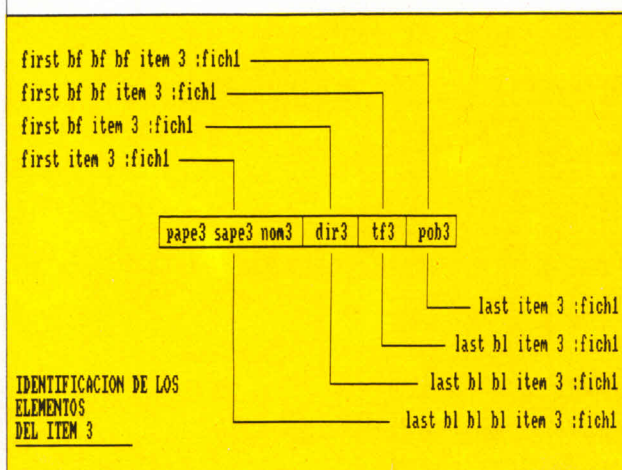 first bf bf bf item 3 :fich1
first bf bf item 3 :fich1
first bf item 3 :fich1
first item 3 :fich1
pape3 sape3 nom3 dir3 tf3 pob3
last item 3 :fich1
last bl item 3 :fich1
last bl bl item 3 :fich1
last bl bl bl item 3 :fich1
IDENTIFICACION DE LOS
ELEMENTOS
DEL ITEM 3